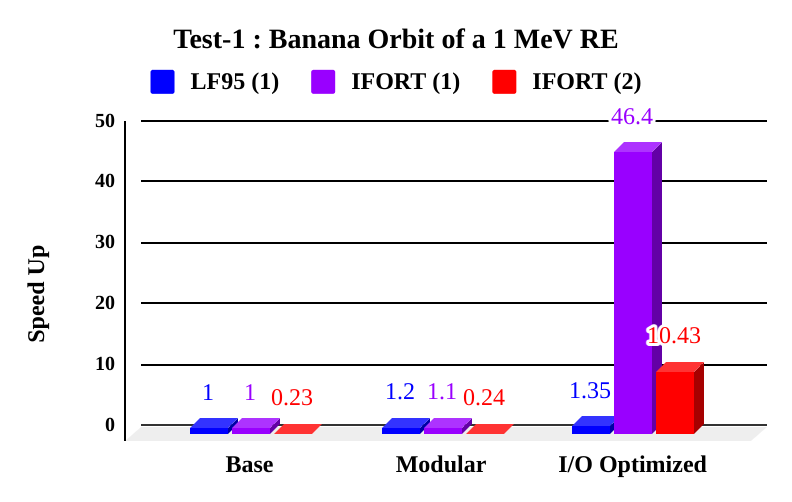 Test-1 : Banana Orbit of a 1 MeV RE
LF95 (1) IFORT (1) IFORT (2)
50
40
30
20
10
0
Speed Up
1 1 0.23
1.2 1.1 0.24
1.35 46.4 10.43
Base Modular I/O Optimized